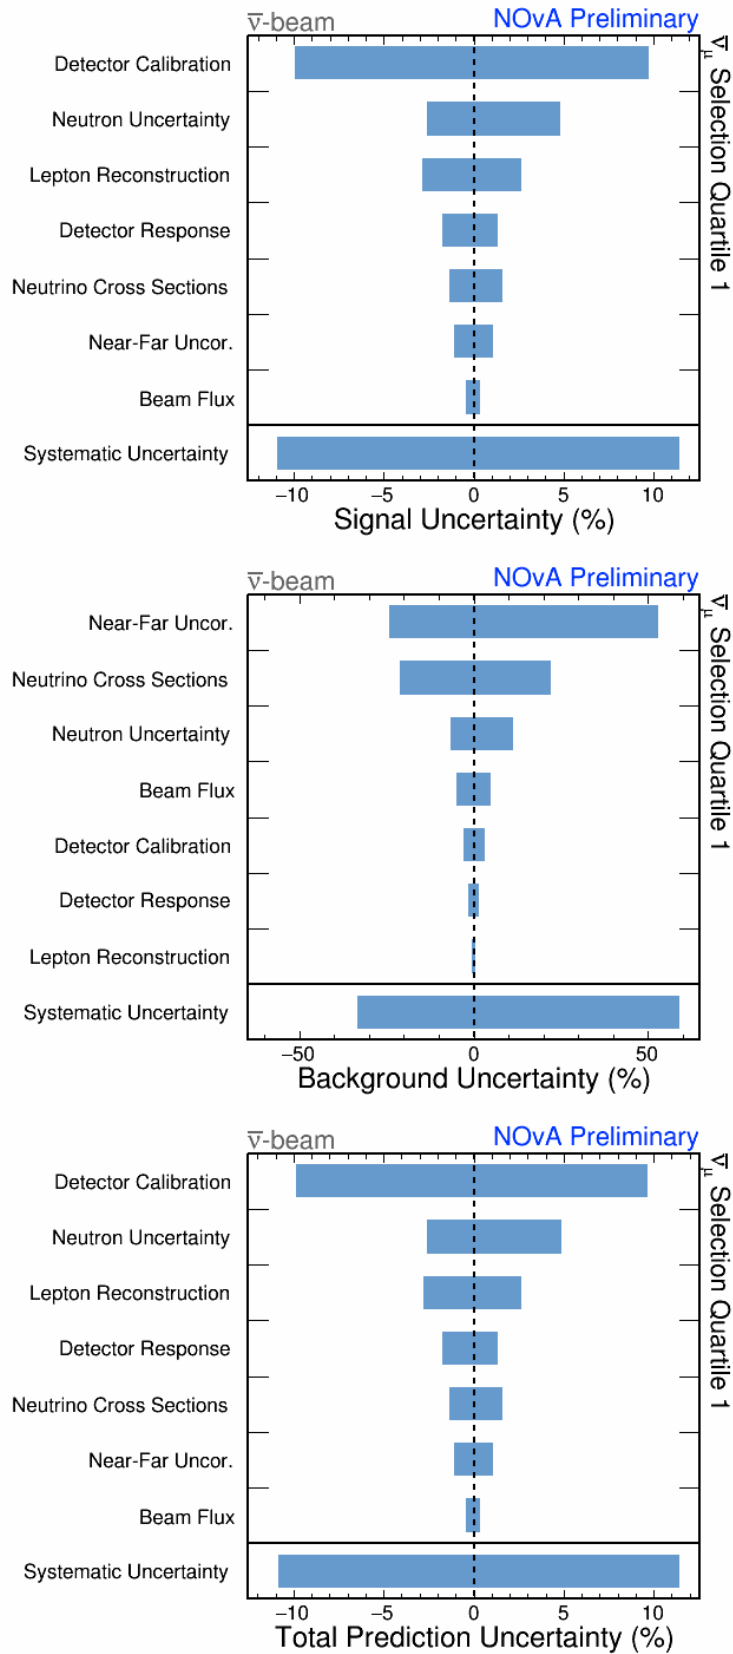 ν̅-beam NOvA Preliminary
Detector Calibration
Neutron Uncertainty
Lepton Reconstruction
Detector Response
Neutrino Cross Sections
Near-Far Uncor.
Beam Flux
Systematic Uncertainty
ν̅μ Selection Quartile 1
−10 −5 0 5 10
Signal Uncertainty (%)
ν̅-beam NOvA Preliminary
Near-Far Uncor.
Neutrino Cross Sections
Neutron Uncertainty
Beam Flux
Detector Calibration
Detector Response
Lepton Reconstruction
Systematic Uncertainty
ν̅μ Selection Quartile 1
−50 0 50
Background Uncertainty (%)
ν̅-beam NOvA Preliminary
Detector Calibration
Neutron Uncertainty
Lepton Reconstruction
Detector Response
Neutrino Cross Sections
Near-Far Uncor.
Beam Flux
Systematic Uncertainty
ν̅μ Selection Quartile 1
−10 −5 0 5 10
Total Prediction Uncertainty (%)